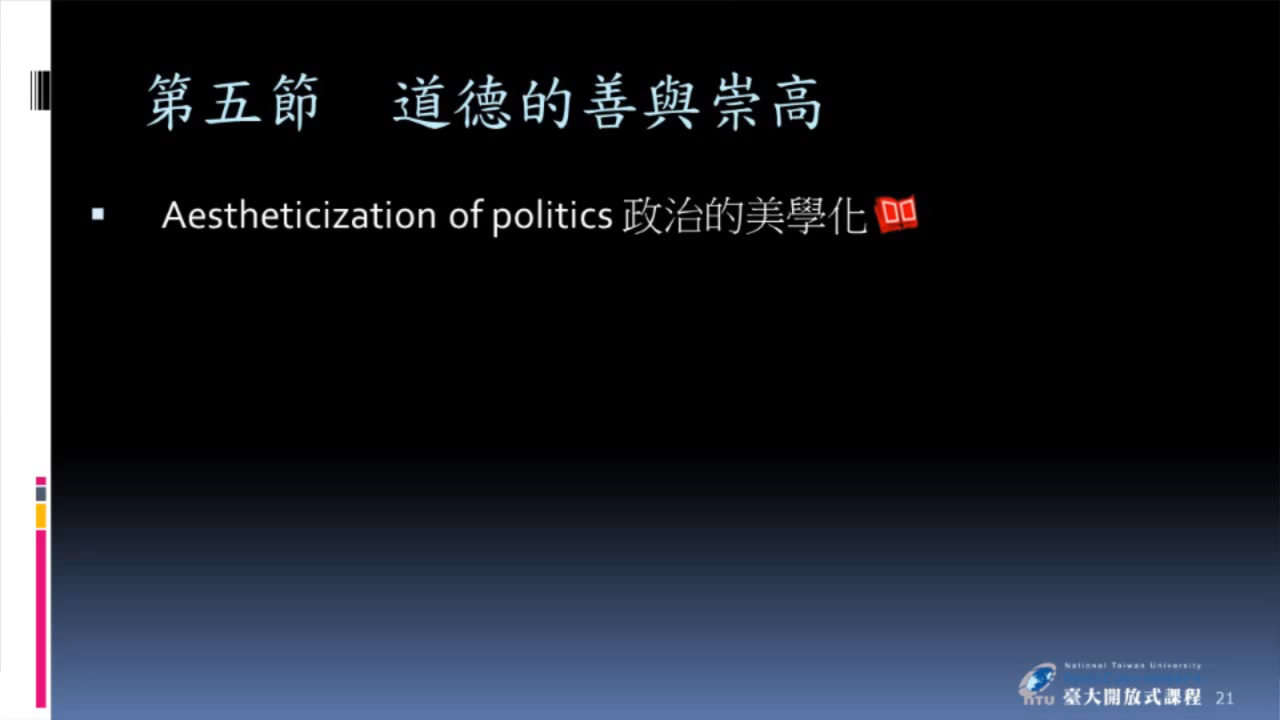 第五節 道德的善與崇高
Aestheticization of politics 政治的美學化
National Taiwan University
NTU 臺大開放式課程 21